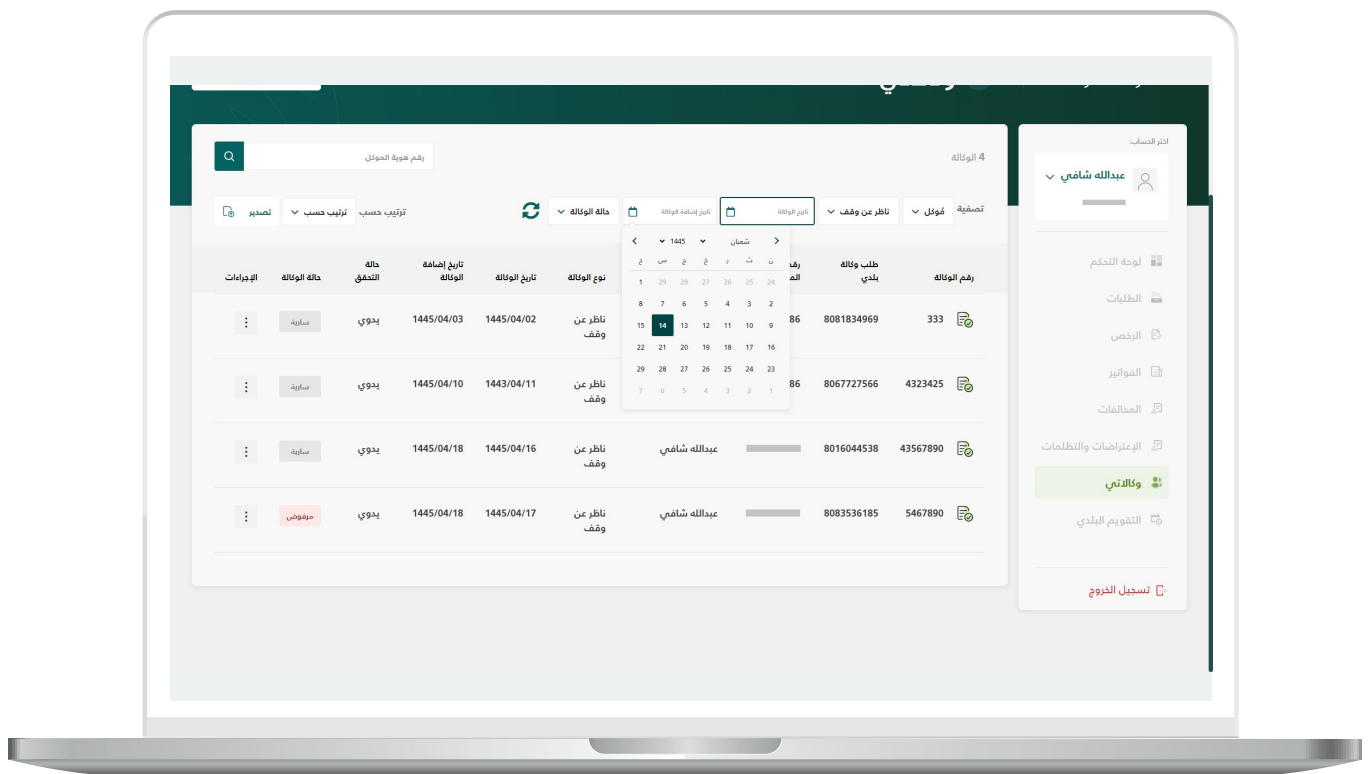 اختر الحساب:
عبدالله شافي
لوحة التحكم
الطلبات
الرخص
الفواتير
المخالفات
الإعتراضات والتظلمات
وكالاتي
التقويم البلدي
تسجيل الخروج
4 الوكالة
رقم هوية الموكل
تصفية
مُوكل
ناظر عن وقف
تاريخ الوكالة
تاريخ إضافة الوكالة
حالة الوكالة
ترتيب حسب
ترتيب حسب
تصدير
شعبان 1445
ن ث ر خ ج س ح
24 25 26 27 28 29 1
2 3 4 5 6 7 8
9 10 11 12 13 14 15
16 17 18 19 20 21 22
23 24 25 26 27 28 29
1 2 3 4 5 6 7
رقم الوكالة
طلب وكالة بلدي
نوع الوكالة
تاريخ الوكالة
تاريخ إضافة الوكالة
حالة التحقق
حالة الوكالة
الإجراءات
333 8081834969 86 ناظر عن وقف 1445/04/02 1445/04/03 يدوي سارية
4323425 8067727566 86 ناظر عن وقف 1443/04/11 1445/04/10 يدوي سارية
43567890 8016044538 عبدالله شافي ناظر عن وقف 1445/04/16 1445/04/18 يدوي سارية
5467890 8083536185 عبدالله شافي ناظر عن وقف 1445/04/17 1445/04/18 يدوي مرفوض